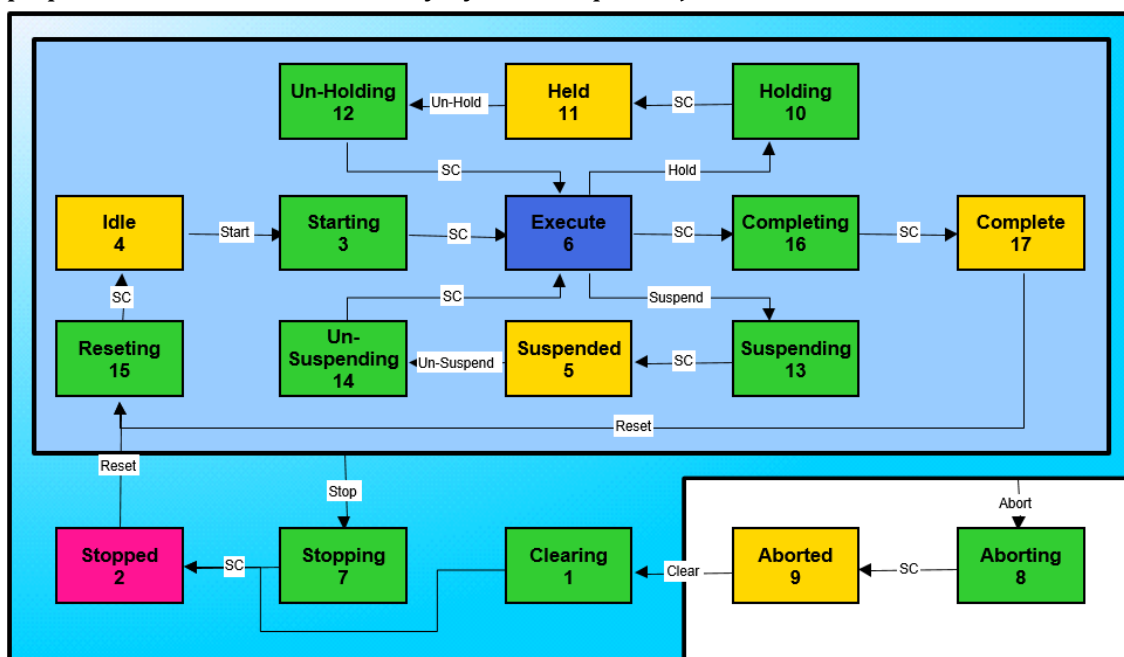 Un-Holding
12
Un-Hold
Held
11
SC
Holding
10
SC
Hold
Idle
4
Start
Starting
3
SC
Execute
6
SC
Completing
16
SC
Complete
17
SC
SC
Suspend
Reseting
15
Un-
Suspending
14
Un-Suspend
Suspended
5
SC
Suspending
13
Reset
Reset
Stop
Abort
Stopped
2
SC
Stopping
7
Clearing
1
Clear
Aborted
9
SC
Aborting
8